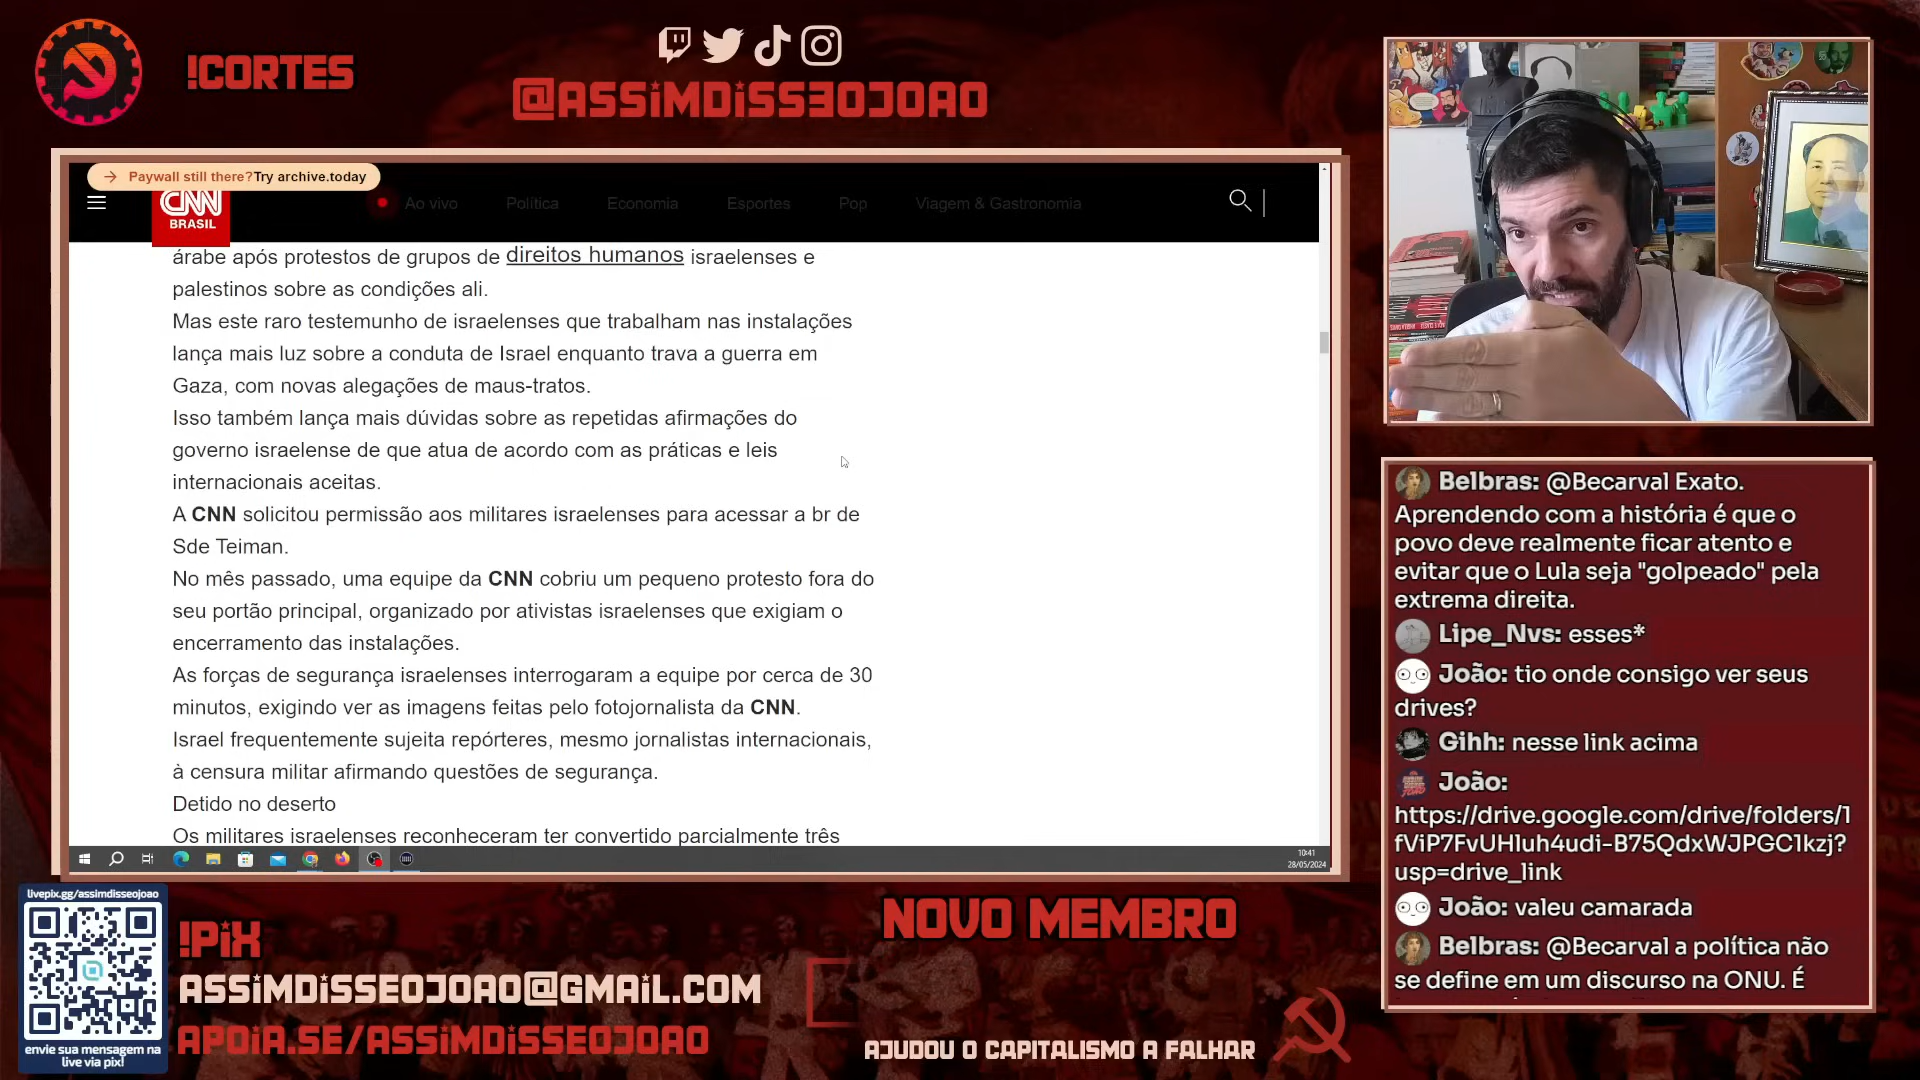 !CORTES
@ASSIMDISSEOJOAO
→ Paywall still there? Try archive.today
CNN
BRASIL
Ao vivo
Política
Economia
Esportes
Pop
Viagem & Gastronomia
árabe após protestos de grupos de direitos humanos israelenses e
palestinos sobre as condições ali.
Mas este raro testemunho de israelenses que trabalham nas instalações
lança mais luz sobre a conduta de Israel enquanto trava a guerra em
Gaza, com novas alegações de maus-tratos.
Isso também lança mais dúvidas sobre as repetidas afirmações do
governo israelense de que atua de acordo com as práticas e leis
internacionais aceitas.
A CNN solicitou permissão aos militares israelenses para acessar a br de
Sde Teiman.
No mês passado, uma equipe da CNN cobriu um pequeno protesto fora do
seu portão principal, organizado por ativistas israelenses que exigiam o
encerramento das instalações.
As forças de segurança israelenses interrogaram a equipe por cerca de 30
minutos, exigindo ver as imagens feitas pelo fotojornalista da CNN.
Israel frequentemente sujeita repórteres, mesmo jornalistas internacionais,
à censura militar afirmando questões de segurança.
Detido no deserto
Os militares israelenses reconheceram ter convertido parcialmente três
10:41
28/05/2024
Belbras: @Becarval Exato.
Aprendendo com a história é que o
povo deve realmente ficar atento e
evitar que o Lula seja "golpeado" pela
extrema direita.
Lipe_Nvs: esses*
João: tio onde consigo ver seus
drives?
Gihh: nesse link acima
João:
https://drive.google.com/drive/folders/1
fViP7FvUHluh4udi-B75QdxWJPGC1kzj?
usp=drive_link
João: valeu camarada
Belbras: @Becarval a política não
se define em um discurso na ONU. É
livepix.gg/assimdisseojoao
envie sua mensagem na
live via pix!
!PIX
ASSIMDISSEOJOAO@GMAIL.COM
APOIA.SE/ASSIMDISSEOJOAO
NOVO MEMBRO
AJUDOU O CAPITALISMO A FALHAR